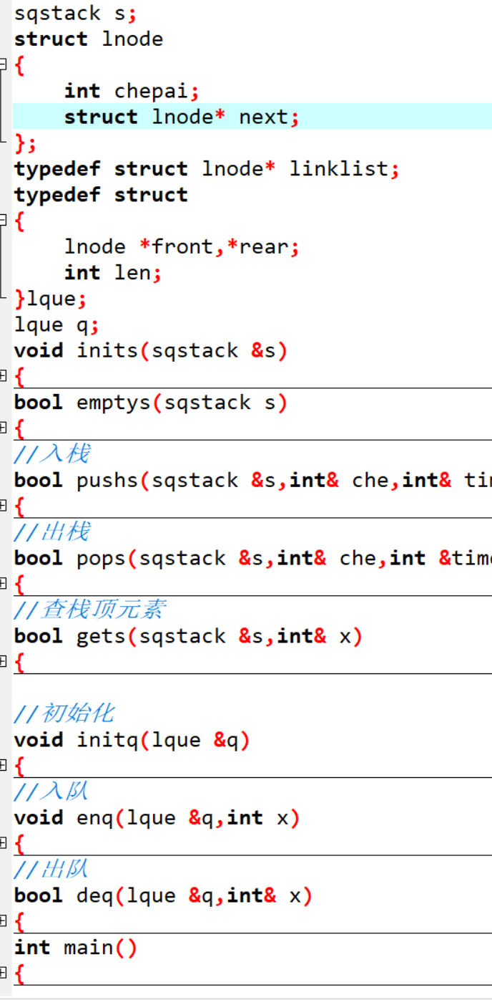 sqstack s;
struct lnode
{
    int chepai;
    struct lnode* next;
};
typedef struct lnode* linklist;
typedef struct
{
    lnode *front,*rear;
    int len;
}lque;
lque q;
void inits(sqstack &s)
{
bool emptys(sqstack s)
{
//入栈
bool pushs(sqstack &s,int& che,int& tim
{
//出栈
bool pops(sqstack &s,int& che,int &time
{
//查栈顶元素
bool gets(sqstack &s,int& x)
{
//初始化
void initq(lque &q)
{
//入队
void enq(lque &q,int x)
{
//出队
bool deq(lque &q,int& x)
{
int main()
{